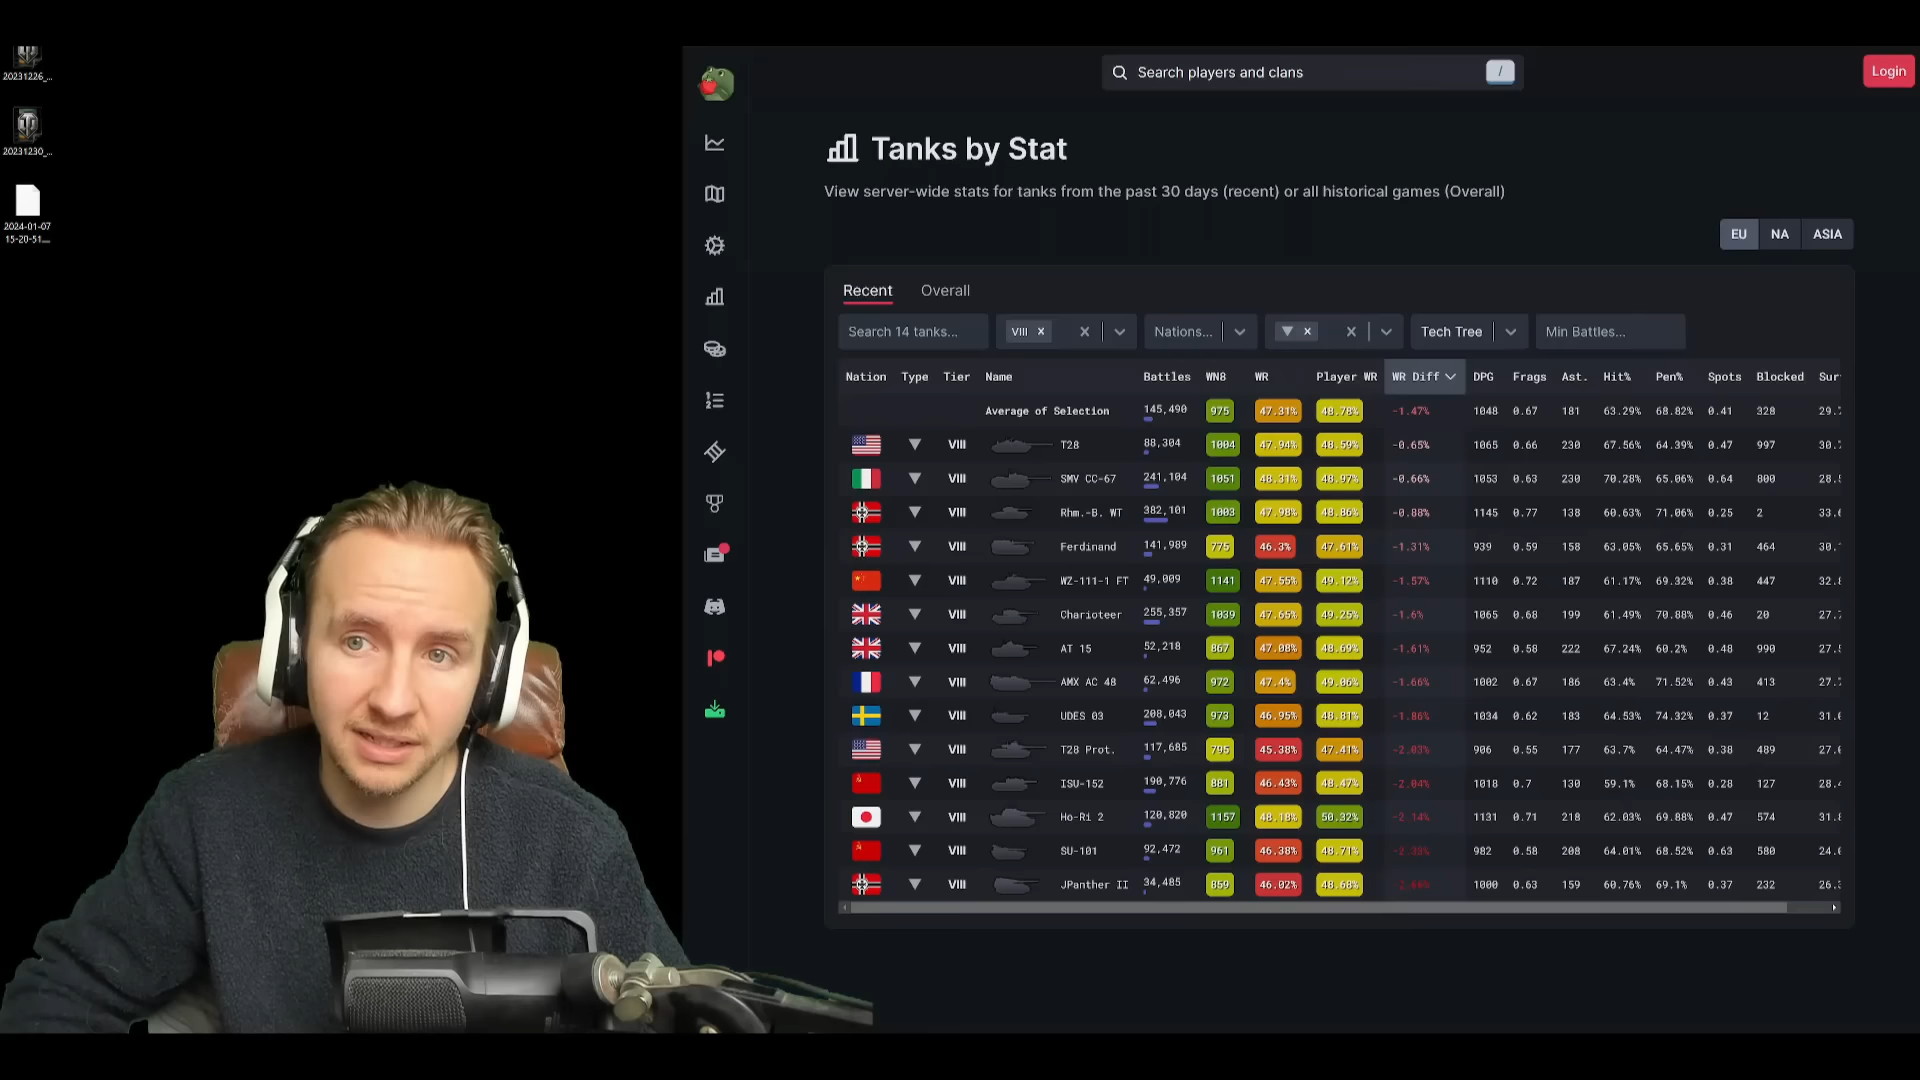 20231226_...
20231230_...
2024-01-07
15-20-51....
Search players and clans
/
Login
Tanks by Stat
View server-wide stats for tanks from the past 30 days (recent) or all historical games (Overall)
EU NA ASIA
Recent Overall
Search 14 tanks... VIII × Nations... Tech Tree Min Battles...
Nation Type Tier Name Battles WN8 WR Player WR WR Diff DPG Frags Ast. Hit% Pen% Spots Blocked Sur
Average of Selection 145,490 975 47.31% 48.78% -1.47% 1048 0.67 181 63.29% 68.82% 0.41 328 29.
VIII T28 88,304 1004 47.94% 48.59% -0.65% 1065 0.66 230 67.56% 64.39% 0.47 997 30.
VIII SMV CC-67 241,104 1051 48.31% 48.97% -0.66% 1053 0.63 230 70.28% 65.06% 0.64 800 28.
VIII Rhm.-B. WT 382,101 1003 47.98% 48.86% -0.88% 1145 0.77 138 60.63% 71.06% 0.25 2 33.
VIII Ferdinand 141,989 775 46.3% 47.61% -1.31% 939 0.59 158 63.05% 65.65% 0.31 464 30.
VIII WZ-111-1 FT 49,009 1141 47.55% 49.12% -1.57% 1110 0.72 187 61.17% 69.32% 0.38 447 32.
VIII Charioteer 255,357 1039 47.65% 49.25% -1.6% 1065 0.68 199 61.49% 70.88% 0.46 20 27.
VIII AT 15 52,218 867 47.08% 48.69% -1.61% 952 0.58 222 67.24% 60.2% 0.48 990 27.
VIII AMX AC 48 62,496 972 47.4% 49.06% -1.66% 1002 0.67 186 63.4% 71.52% 0.43 413 27.
VIII UDES 03 208,043 973 46.95% 48.81% -1.86% 1034 0.62 183 64.53% 74.32% 0.37 12 31.
VIII T28 Prot. 117,685 795 45.38% 47.41% -2.03% 906 0.55 177 63.7% 64.47% 0.38 489 27.
VIII ISU-152 190,776 881 46.43% 48.47% -2.04% 1018 0.7 130 59.1% 68.15% 0.28 127 28.
VIII Ho-Ri 2 120,820 1157 48.18% 50.32% -2.14% 1131 0.71 218 62.03% 69.88% 0.47 574 31.
VIII SU-101 92,472 961 46.38% 48.71% -2.33% 982 0.58 208 64.01% 68.52% 0.63 580 24.
VIII JPanther II 34,485 859 46.02% 48.68% 1000 0.63 159 60.76% 69.1% 0.37 232 26.